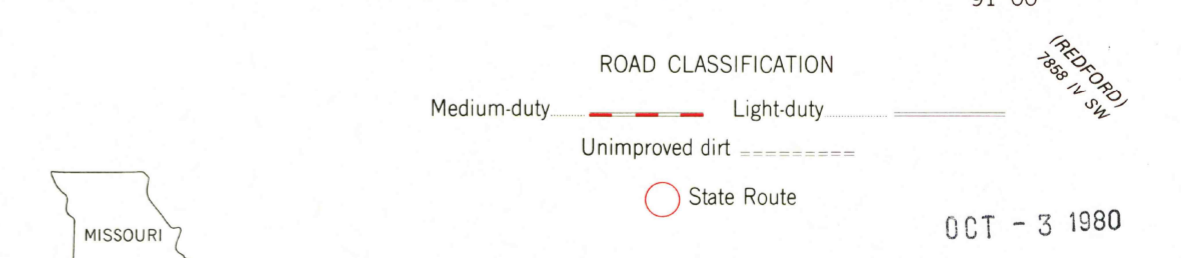 ROAD CLASSIFICATION
(REDFORD)
7858 IV SW
Medium-duty Light-duty
Unimproved dirt
State Route
MISSOURI
OCT - 3 1980